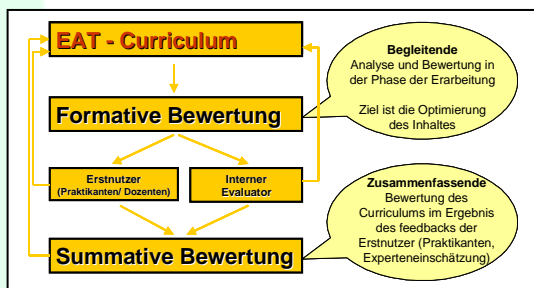 EAT - Curriculum
Begleitende
Analyse und Bewertung in
der Phase der Erarbeitung
Ziel ist die Optimierung
des Inhaltes
Formative Bewertung
Erstnutzer
(Praktikanten/ Dozenten)
Interner
Evaluator
Zusammenfassende
Bewertung des
Curriculums im Ergebnis
des feedbacks der
Erstnutzer (Praktikanten,
Experteneinschätzung)
Summative Bewertung